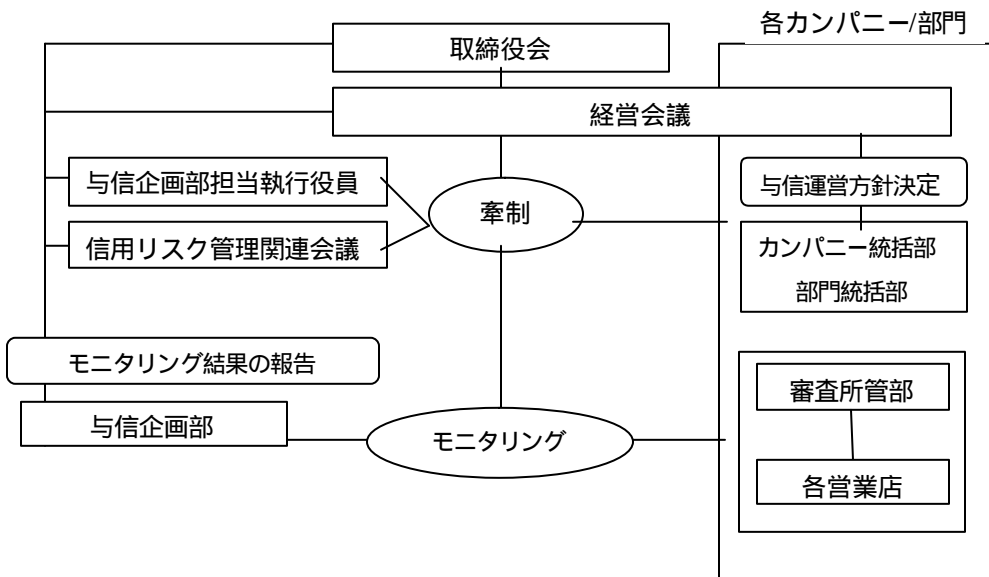 各カンパニー/部門
取締役会
経営会議
与信企画部担当執行役員
与信運営方針決定
牽制
信用リスク管理関連会議
カンパニー統括部
部門統括部
モニタリング結果の報告
審査所管部
与信企画部
モニタリング
各営業店